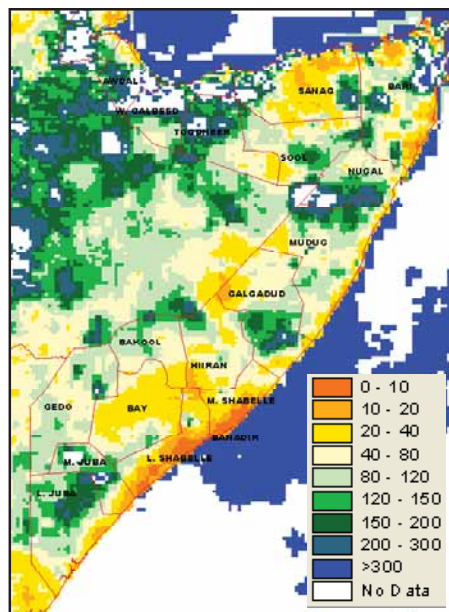 AWDAL
W. GALBEED
TOGDHEER
SANAG
BARI
SOOL
NUGAL
MUDUG
GALGADUD
BAKOOL
HIIRAN
GEDO
BAY
M. SHABELLE
BANADIR
L. SHABELLE
M. JUBA
L. JUBA
0 - 10
10 - 20
20 - 40
40 - 80
80 - 120
120 - 150
150 - 200
200 - 300
>300
No Data